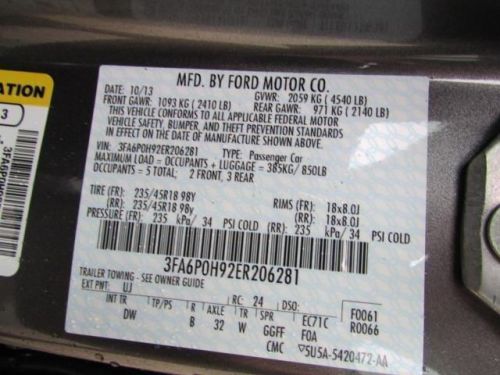 MFD. BY FORD MOTOR CO.
10/13
GVWR: 2059 KG ( 4540 LB)
FRONT GAWR: 1093 KG ( 2410 LB)
REAR GAWR: 971 KG ( 2140 LB)
THIS VEHICLE CONFORMS TO ALL APPLICABLE FEDERAL MOTOR
VEHICLE SAFETY, BUMPER, AND THEFT PREVENTION STANDARDS IN
EFFECT ON THE DATE OF MANUFACTURE SHOWN ABOVE.
VIN: 3FA6P0H92ER206281
TYPE: Passenger Car
MAXIMUM LOAD = OCCUPANTS + LUGGAGE = 385KG / 850LB
OCCUPANTS = 5 TOTAL: 2 FRONT, 3 REAR
TIRE (FR): 235/45R18 98Y RIMS (FR): 18x8.0J
(RR): 235/45R18 98Y (RR): 18x8.0J
PRESSURE (FR): 235 kPa/ 34 PSI COLD (RR): 235 kPa/ 34 PSI COLD
3FA6P0H92ER206281
TRAILER TOWING - SEE OWNER GUIDE
EXT PNT: UJ RC: 24 DSO: F0061
INT TR TP/PS R AXLE TR SPR EC71C R0066
DW B 32 W GGFF F0A
CMC 5U5A-5420472-AA
3